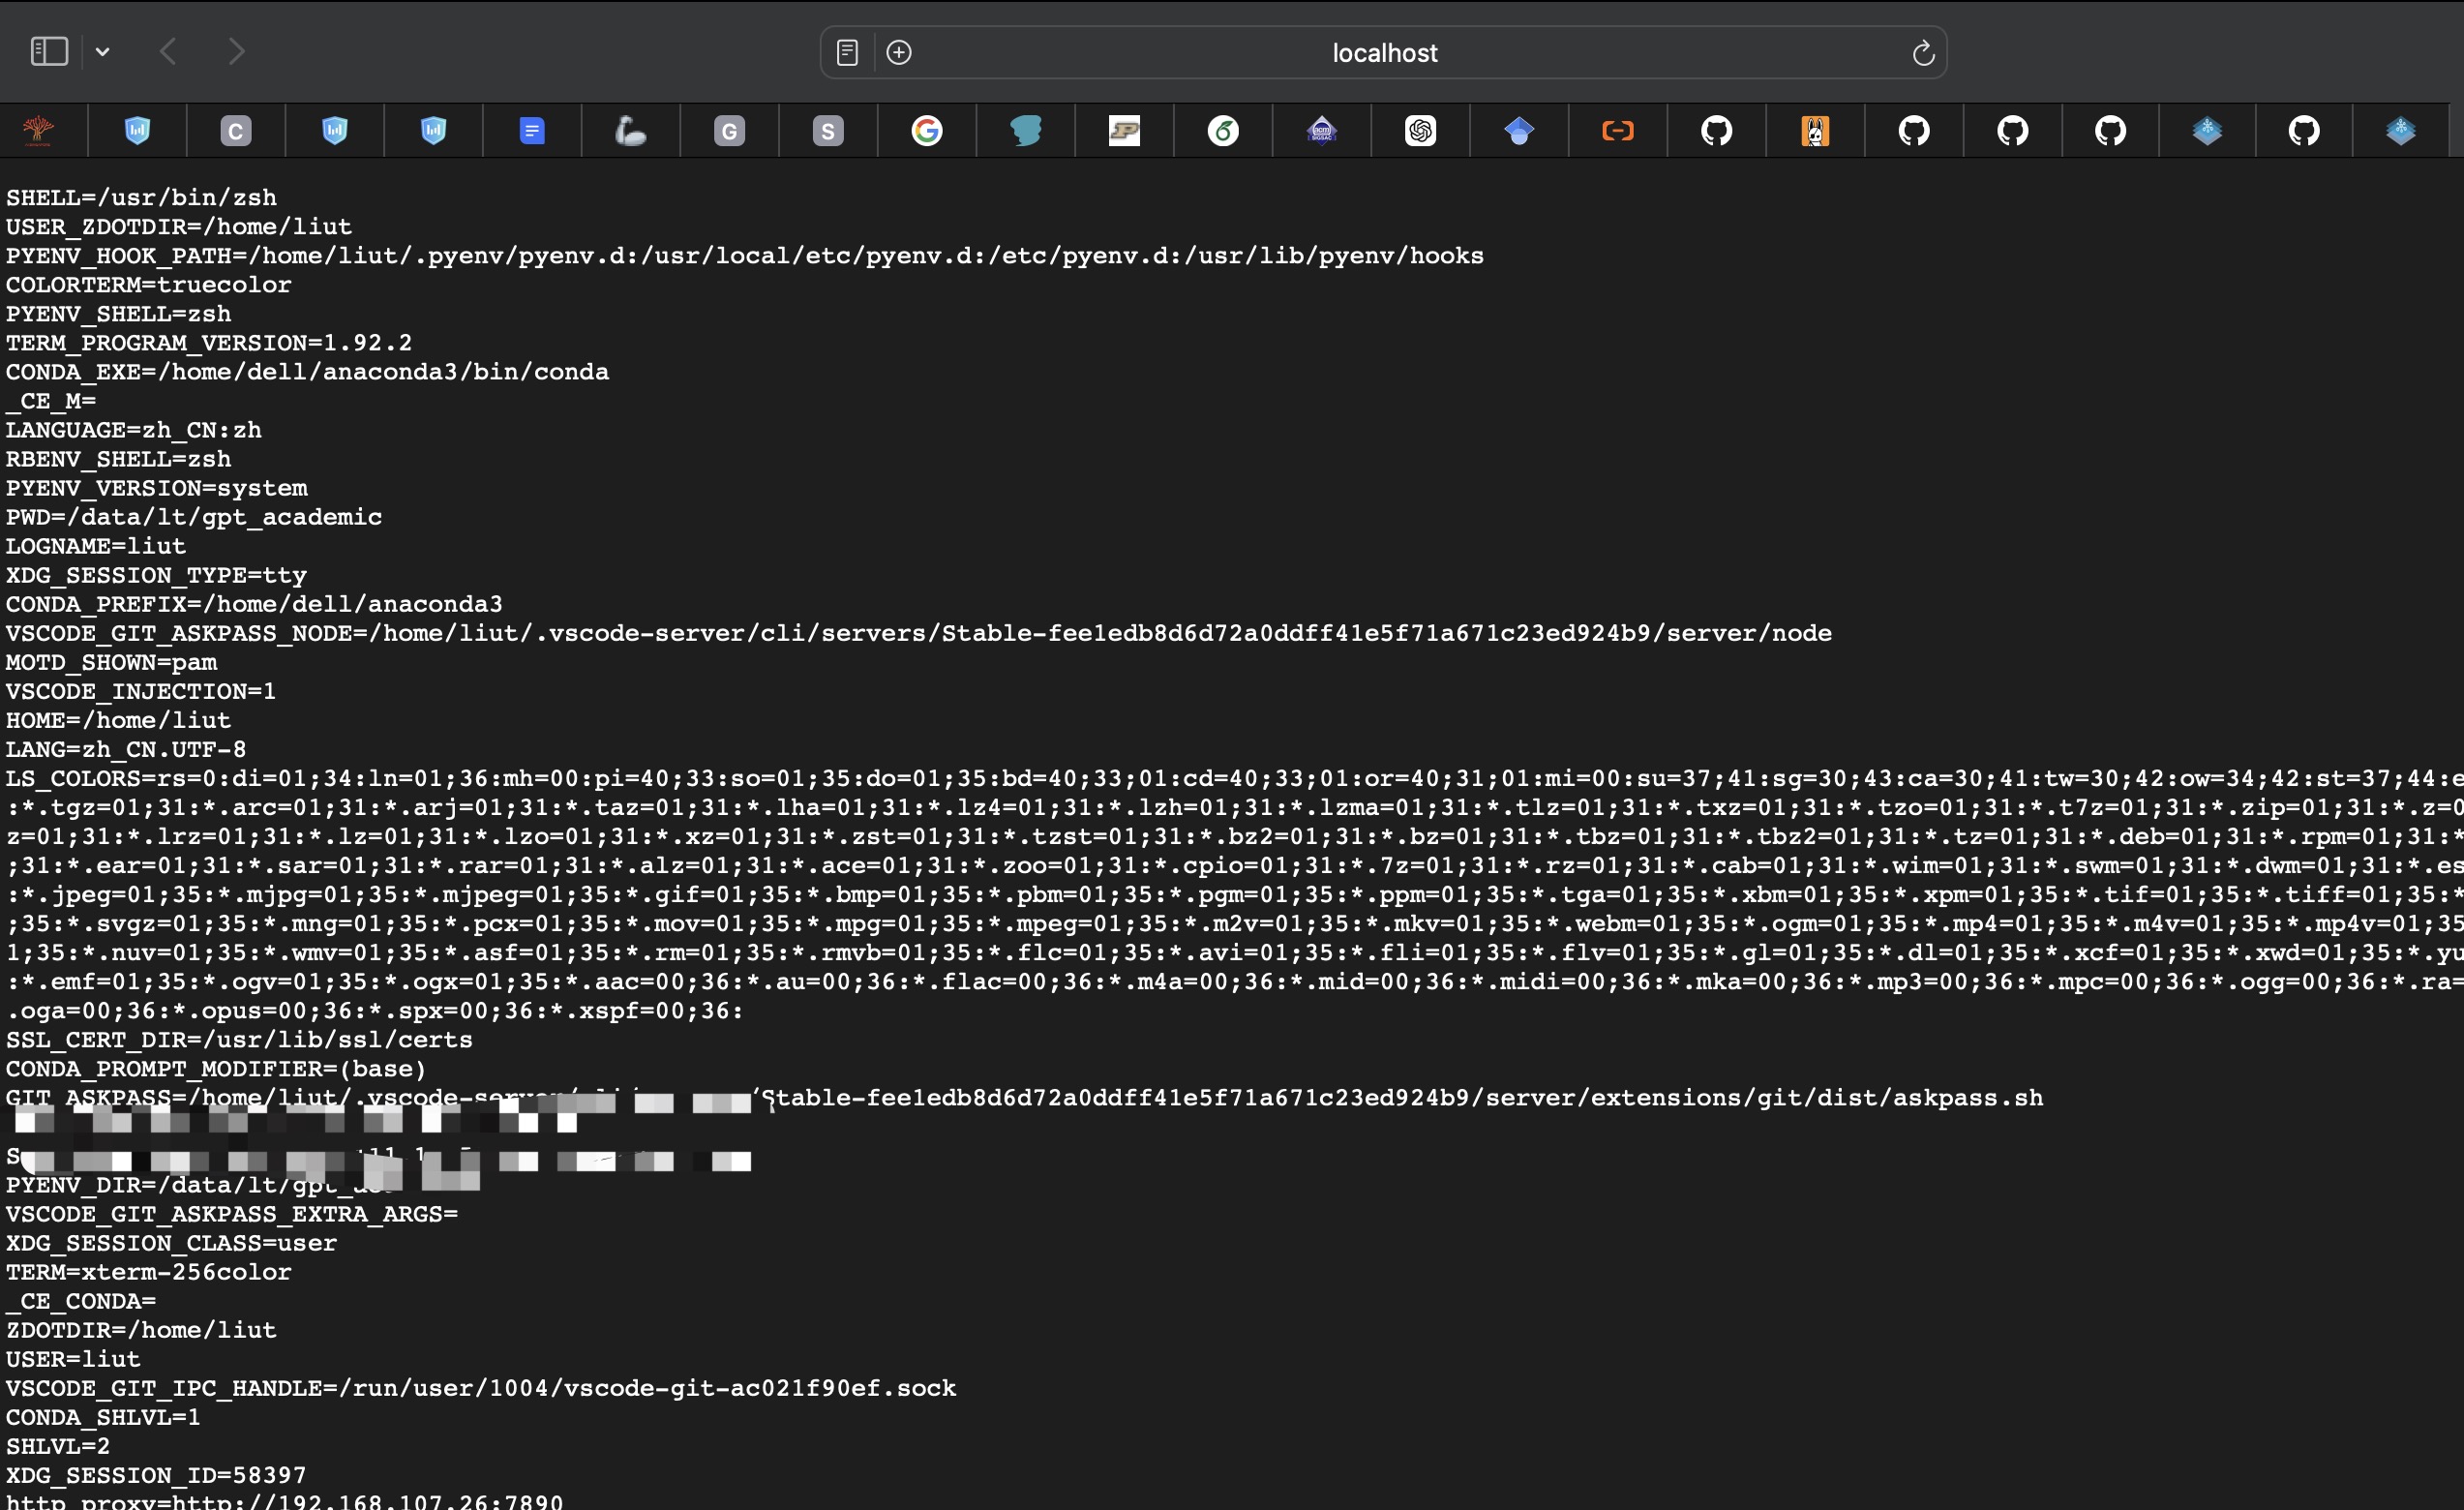 localhost
C
G
S
G
P
acm
SIGSAC
SHELL=/usr/bin/zsh
USER_ZDOTDIR=/home/liut
PYENV_HOOK_PATH=/home/liut/.pyenv/pyenv.d:/usr/local/etc/pyenv.d:/etc/pyenv.d:/usr/lib/pyenv/hooks
COLORTERM=truecolor
PYENV_SHELL=zsh
TERM_PROGRAM_VERSION=1.92.2
CONDA_EXE=/home/dell/anaconda3/bin/conda
_CE_M=
LANGUAGE=zh_CN:zh
RBENV_SHELL=zsh
PYENV_VERSION=system
PWD=/data/lt/gpt_academic
LOGNAME=liut
XDG_SESSION_TYPE=tty
CONDA_PREFIX=/home/dell/anaconda3
VSCODE_GIT_ASKPASS_NODE=/home/liut/.vscode-server/cli/servers/Stable-fee1edb8d6d72a0ddff41e5f71a671c23ed924b9/server/node
MOTD_SHOWN=pam
VSCODE_INJECTION=1
HOME=/home/liut
LANG=zh_CN.UTF-8
LS_COLORS=rs=0:di=01;34:ln=01;36:mh=00:pi=40;33:so=01;35:do=01;35:bd=40;33;01:cd=40;33;01:or=40;31;01:mi=00:su=37;41:sg=30;43:ca=30;41:tw=30;42:ow=34;42:st=37;44:e
:*.tgz=01;31:*.arc=01;31:*.arj=01;31:*.taz=01;31:*.lha=01;31:*.lz4=01;31:*.lzh=01;31:*.lzma=01;31:*.tlz=01;31:*.txz=01;31:*.tzo=01;31:*.t7z=01;31:*.zip=01;31:*.z=0
z=01;31:*.lrz=01;31:*.lz=01;31:*.lzo=01;31:*.xz=01;31:*.zst=01;31:*.tzst=01;31:*.bz2=01;31:*.bz=01;31:*.tbz=01;31:*.tbz2=01;31:*.tz=01;31:*.deb=01;31:*.rpm=01;31:*
;31:*.ear=01;31:*.sar=01;31:*.rar=01;31:*.alz=01;31:*.ace=01;31:*.zoo=01;31:*.cpio=01;31:*.7z=01;31:*.rz=01;31:*.cab=01;31:*.wim=01;31:*.swm=01;31:*.dwm=01;31:*.es
:*.jpeg=01;35:*.mjpg=01;35:*.mjpeg=01;35:*.gif=01;35:*.bmp=01;35:*.pbm=01;35:*.pgm=01;35:*.ppm=01;35:*.tga=01;35:*.xbm=01;35:*.xpm=01;35:*.tif=01;35:*.tiff=01;35:*
;35:*.svgz=01;35:*.mng=01;35:*.pcx=01;35:*.mov=01;35:*.mpg=01;35:*.mpeg=01;35:*.m2v=01;35:*.mkv=01;35:*.webm=01;35:*.ogm=01;35:*.mp4=01;35:*.m4v=01;35:*.mp4v=01;35
1;35:*.nuv=01;35:*.wmv=01;35:*.asf=01;35:*.rm=01;35:*.rmvb=01;35:*.flc=01;35:*.avi=01;35:*.fli=01;35:*.flv=01;35:*.gl=01;35:*.dl=01;35:*.xcf=01;35:*.xwd=01;35:*.yu
:*.emf=01;35:*.ogv=01;35:*.ogx=01;35:*.aac=00;36:*.au=00;36:*.flac=00;36:*.m4a=00;36:*.mid=00;36:*.midi=00;36:*.mka=00;36:*.mp3=00;36:*.mpc=00;36:*.ogg=00;36:*.ra=
.oga=00;36:*.opus=00;36:*.spx=00;36:*.xspf=00;36:
SSL_CERT_DIR=/usr/lib/ssl/certs
CONDA_PROMPT_MODIFIER=(base)
GIT_ASKPASS=/home/liut/.vscode-server/ /Stable-fee1edb8d6d72a0ddff41e5f71a671c23ed924b9/server/extensions/git/dist/askpass.sh
S
PYENV_DIR=/data/lt/gpt_
VSCODE_GIT_ASKPASS_EXTRA_ARGS=
XDG_SESSION_CLASS=user
TERM=xterm-256color
_CE_CONDA=
ZDOTDIR=/home/liut
USER=liut
VSCODE_GIT_IPC_HANDLE=/run/user/1004/vscode-git-ac021f90ef.sock
CONDA_SHLVL=1
SHLVL=2
XDG_SESSION_ID=58397
http_proxy=http://192.168.107.26:7890